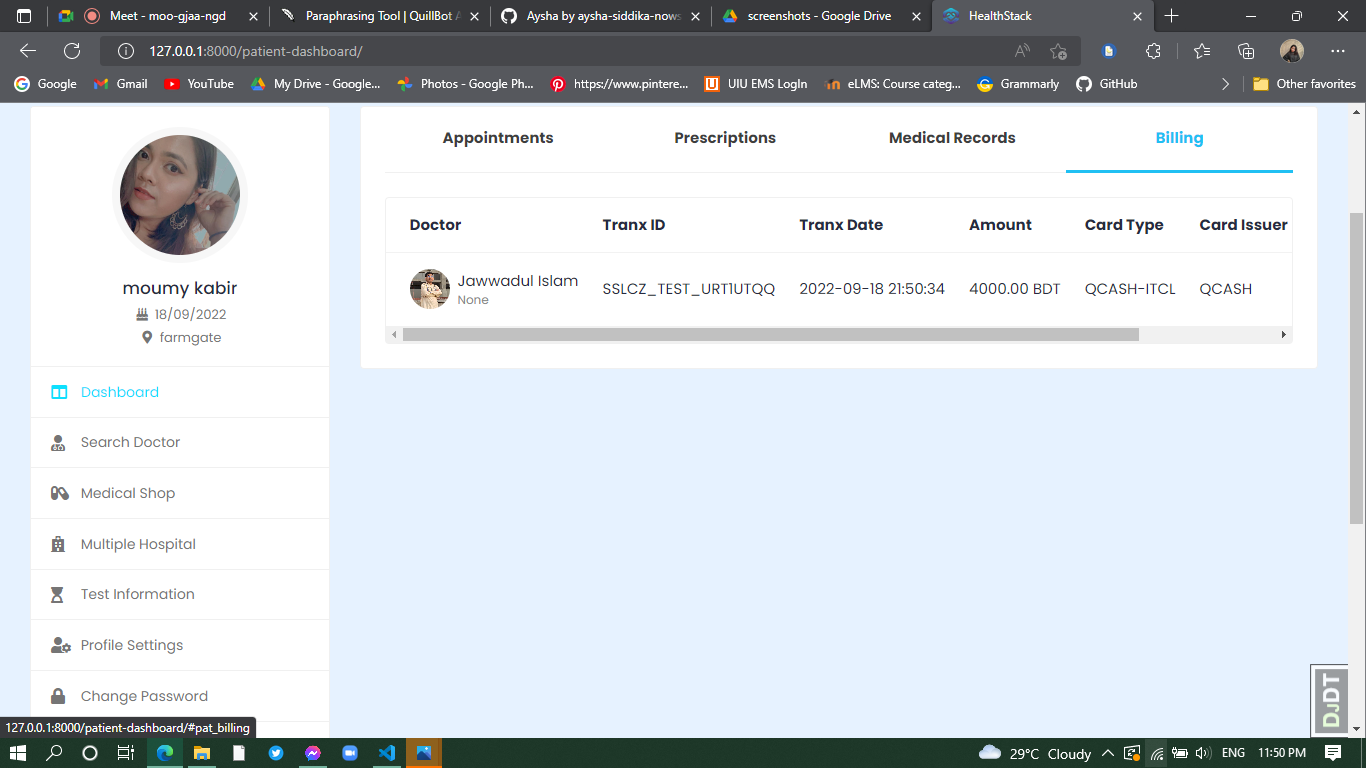 Meet - moo-gjaa-ngd
Paraphrasing Tool | QuillBot A
Aysha by aysha-siddika-nows
screenshots - Google Drive
HealthStack
127.0.0.1:8000/patient-dashboard/
Google
Gmail
YouTube
My Drive - Google...
Photos - Google Ph...
https://www.pintere...
UIU EMS LogIn
eLMS: Course categ...
Grammarly
GitHub
Other favorites
moumy kabir
18/09/2022
farmgate
Dashboard
Search Doctor
Medical Shop
Multiple Hospital
Test Information
Profile Settings
Change Password
Appointments
Prescriptions
Medical Records
Billing
Doctor Tranx ID Tranx Date Amount Card Type Card Issuer
Jawwadul Islam SSLCZ_TEST_URT1UTQQ 2022-09-18 21:50:34 4000.00 BDT QCASH-ITCL QCASH
None
DjDT
127.0.0.1:8000/patient-dashboard/#pat_billing
29°C Cloudy
ENG
11:50 PM